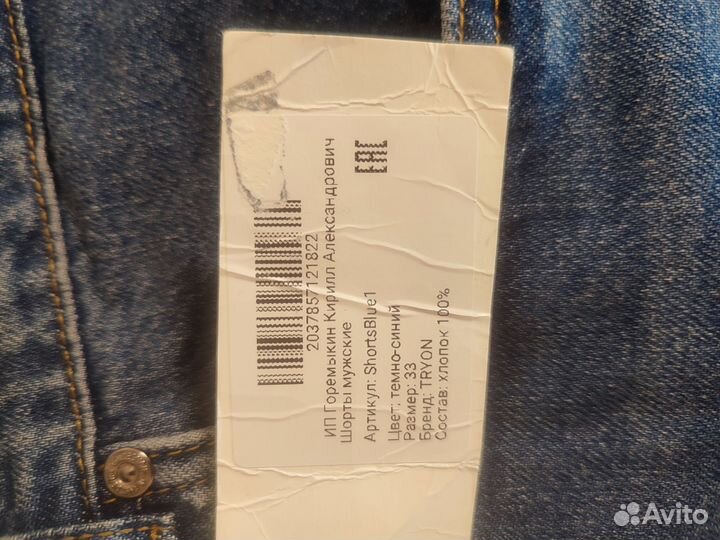 2037857121822
ИП Горемыкин Кирилл Александрович
Шорты мужские
Артикул: ShortsBlue1
Цвет: темно-синий
Размер: 33
Бренд: TRYON
Состав: хлопок 100%
EAC
Avito